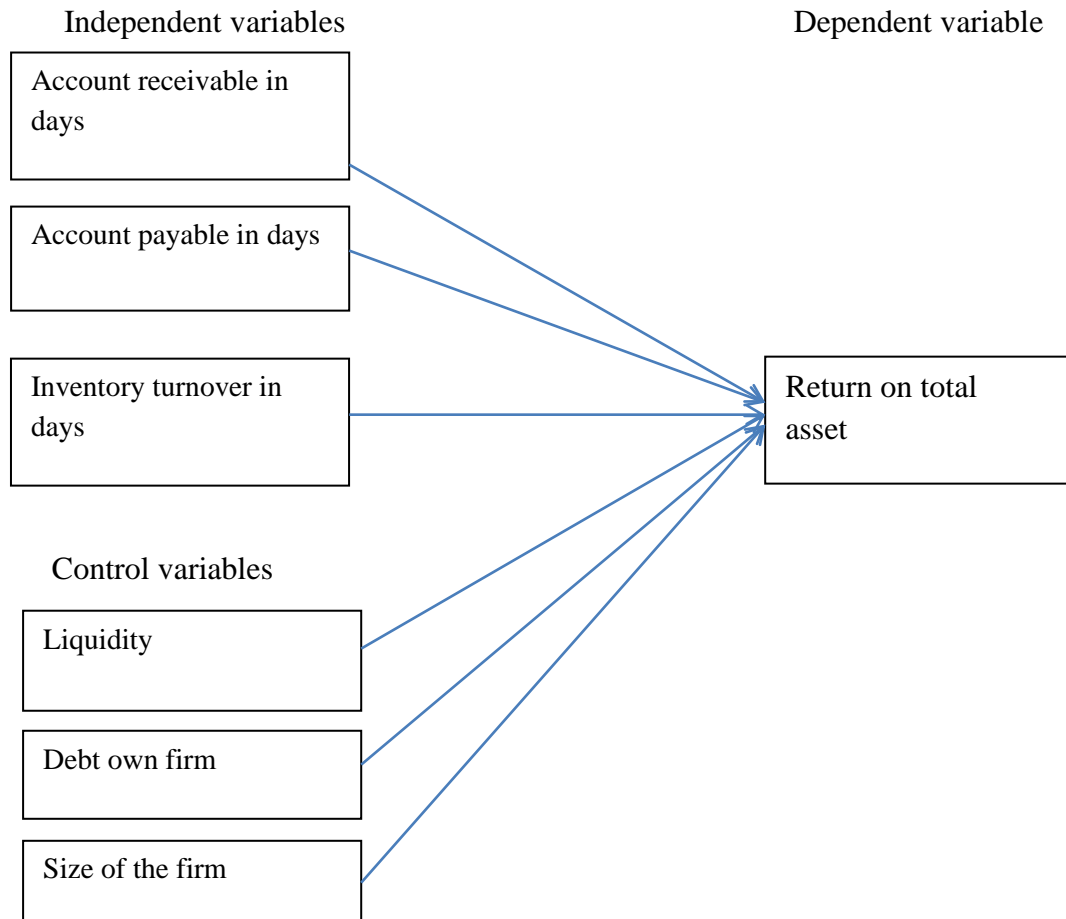 Independent variables
Dependent variable
Account receivable in
days
Account payable in days
Inventory turnover in
days
Return on total
asset
Control variables
Liquidity
Debt own firm
Size of the firm